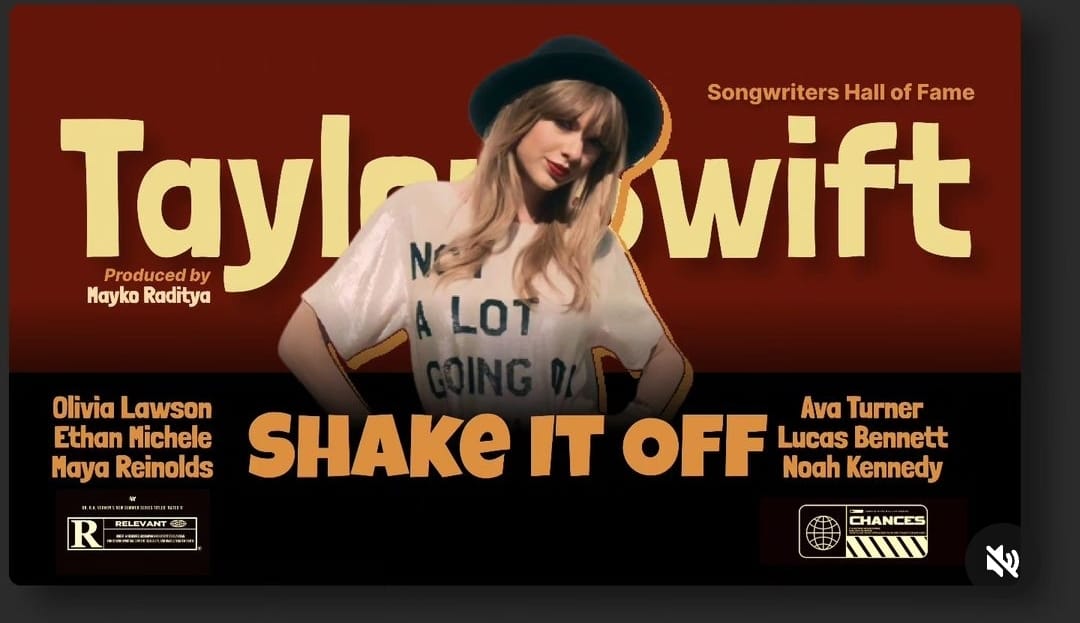 Songwriters Hall of Fame
Taylor Swift
Produced by
Mayko Raditya
NOT
A LOT
GOING
Olivia Lawson
Ethan Michele
Maya Reinolds
SHAKE IT OFF
Ava Turner
Lucas Bennett
Noah Kennedy
R
RELEVANT
CHANCES